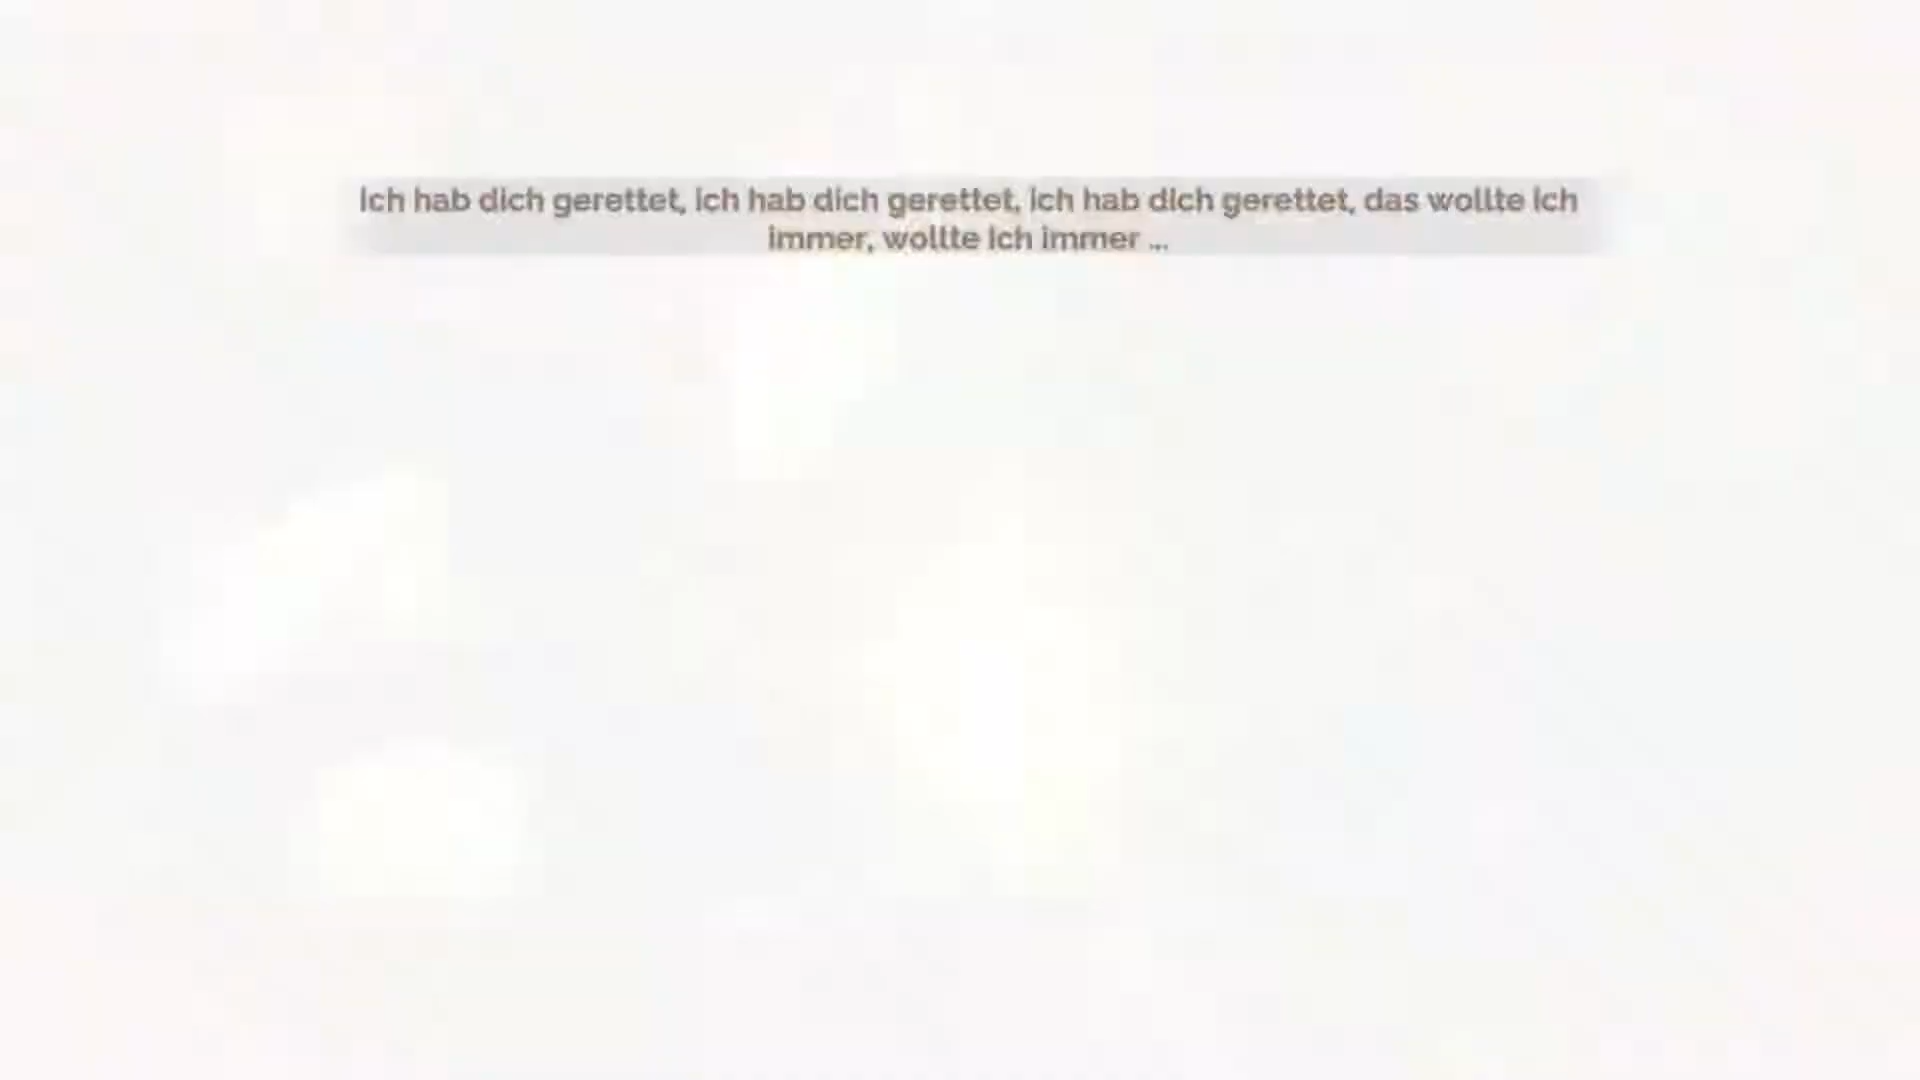 Ich hab dich gerettet, ich hab dich gerettet, ich hab dich gerettet, das wollte ich
immer, wollte ich immer ...